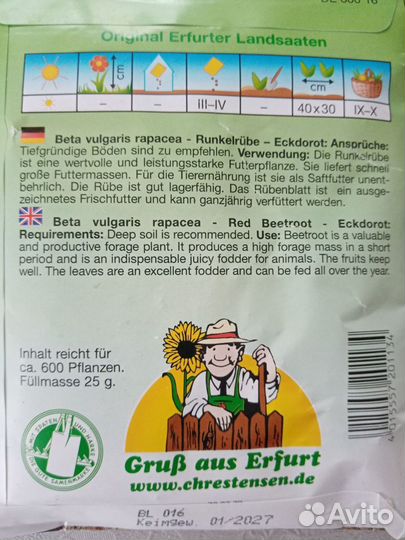 Original Erfurter Landsaaten
cm
cm
– – III–IV – 40x30 IX–X
Beta vulgaris rapacea - Runkelrübe - Eckdorot: Ansprüche:
Tiefgründige Böden sind zu empfehlen. Verwendung: Die Runkelrübe
ist eine wertvolle und leistungsstarke Futterpflanze. Sie liefert schnell
große Futtermassen. Für die Tierernährung ist sie als Saftfutter unent-
behrlich. Die Rübe ist gut lagerfähig. Das Rübenblatt ist ein ausge-
zeichnetes Frischfutter und kann ganzjährig verfüttert werden.
Beta vulgaris rapacea - Red Beetroot - Eckdorot:
Requirements: Deep soil is recommended. Use: Beetroot is a valuable
and productive forage plant. It produces a high forage mass in a short
period and is an indispensable juicy fodder for animals. The fruits keep
well. The leaves are an excellent fodder and can be fed all over the year.
Inhalt reicht für
ca. 600 Pflanzen.
Füllmasse 25 g.
4 015557 201134
Gruß aus Erfurt
www.chrestensen.de
BL 016
Keimgew. 01/2027
Avito